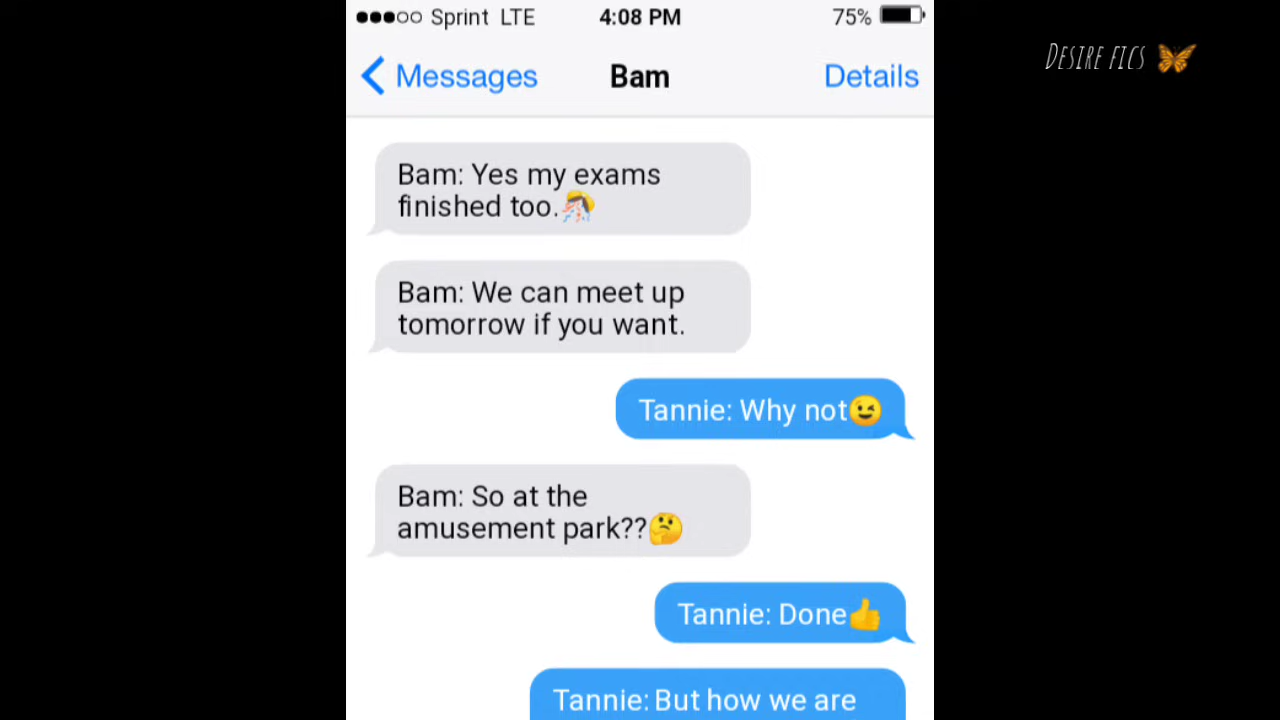 ●●●○○ Sprint LTE 4:08 PM 75%
Messages Bam Details
Desire fics 🦋
Bam: Yes my exams
finished too.
Bam: We can meet up
tomorrow if you want.
Tannie: Why not😉
Bam: So at the
amusement park??🤔
Tannie: Done👍
Tannie: But how we are